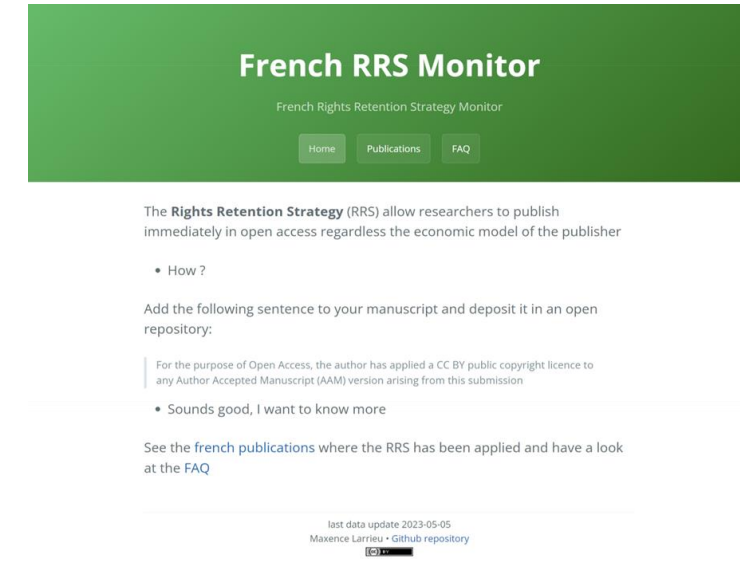 French RRS Monitor
French Rights Retention Strategy Monitor
Home Publications FAQ
The Rights Retention Strategy (RRS) allow researchers to publish
immediately in open access regardless the economic model of the publisher
• How ?
Add the following sentence to your manuscript and deposit it in an open
repository:
For the purpose of Open Access, the author has applied a CC BY public copyright licence to
any Author Accepted Manuscript (AAM) version arising from this submission
• Sounds good, I want to know more
See the french publications where the RRS has been applied and have a look
at the FAQ
last data update 2023-05-05
Maxence Larrieu • Github repository
(cc) BY